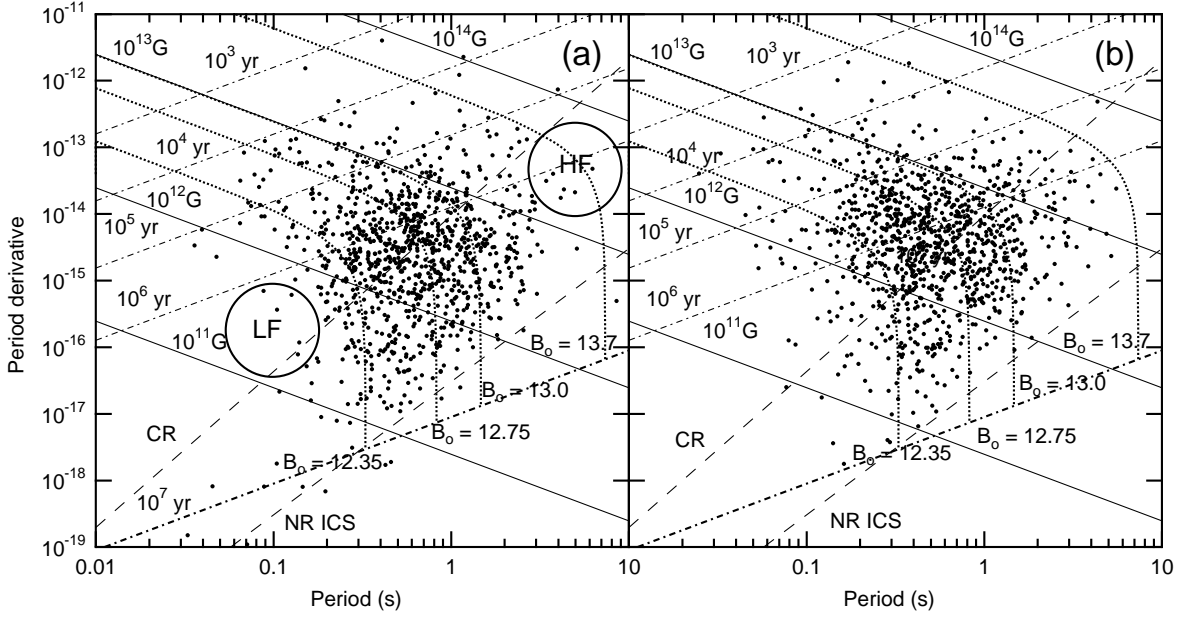 10^-11
10^-12
10^-13
10^-14
10^-15
10^-16
10^-17
10^-18
10^-19
Period derivative
(a)
10^13G
10^3 yr
10^14G
10^4 yr
HF
10^12G
10^5 yr
10^6 yr
LF
10^11G
B_o = 13.7
B_o = 13.0
B_o = 12.75
CR
B_o = 12.35
10^7 yr
NR ICS
0.01
0.1
1
10
Period (s)
(b)
10^13G
10^3 yr
10^14G
10^4 yr
10^12G
10^5 yr
10^6 yr
10^11G
B_o = 13.7
B_o = 13.0
B_o = 12.75
CR
B_o = 12.35
NR ICS
0.1
1
10
Period (s)